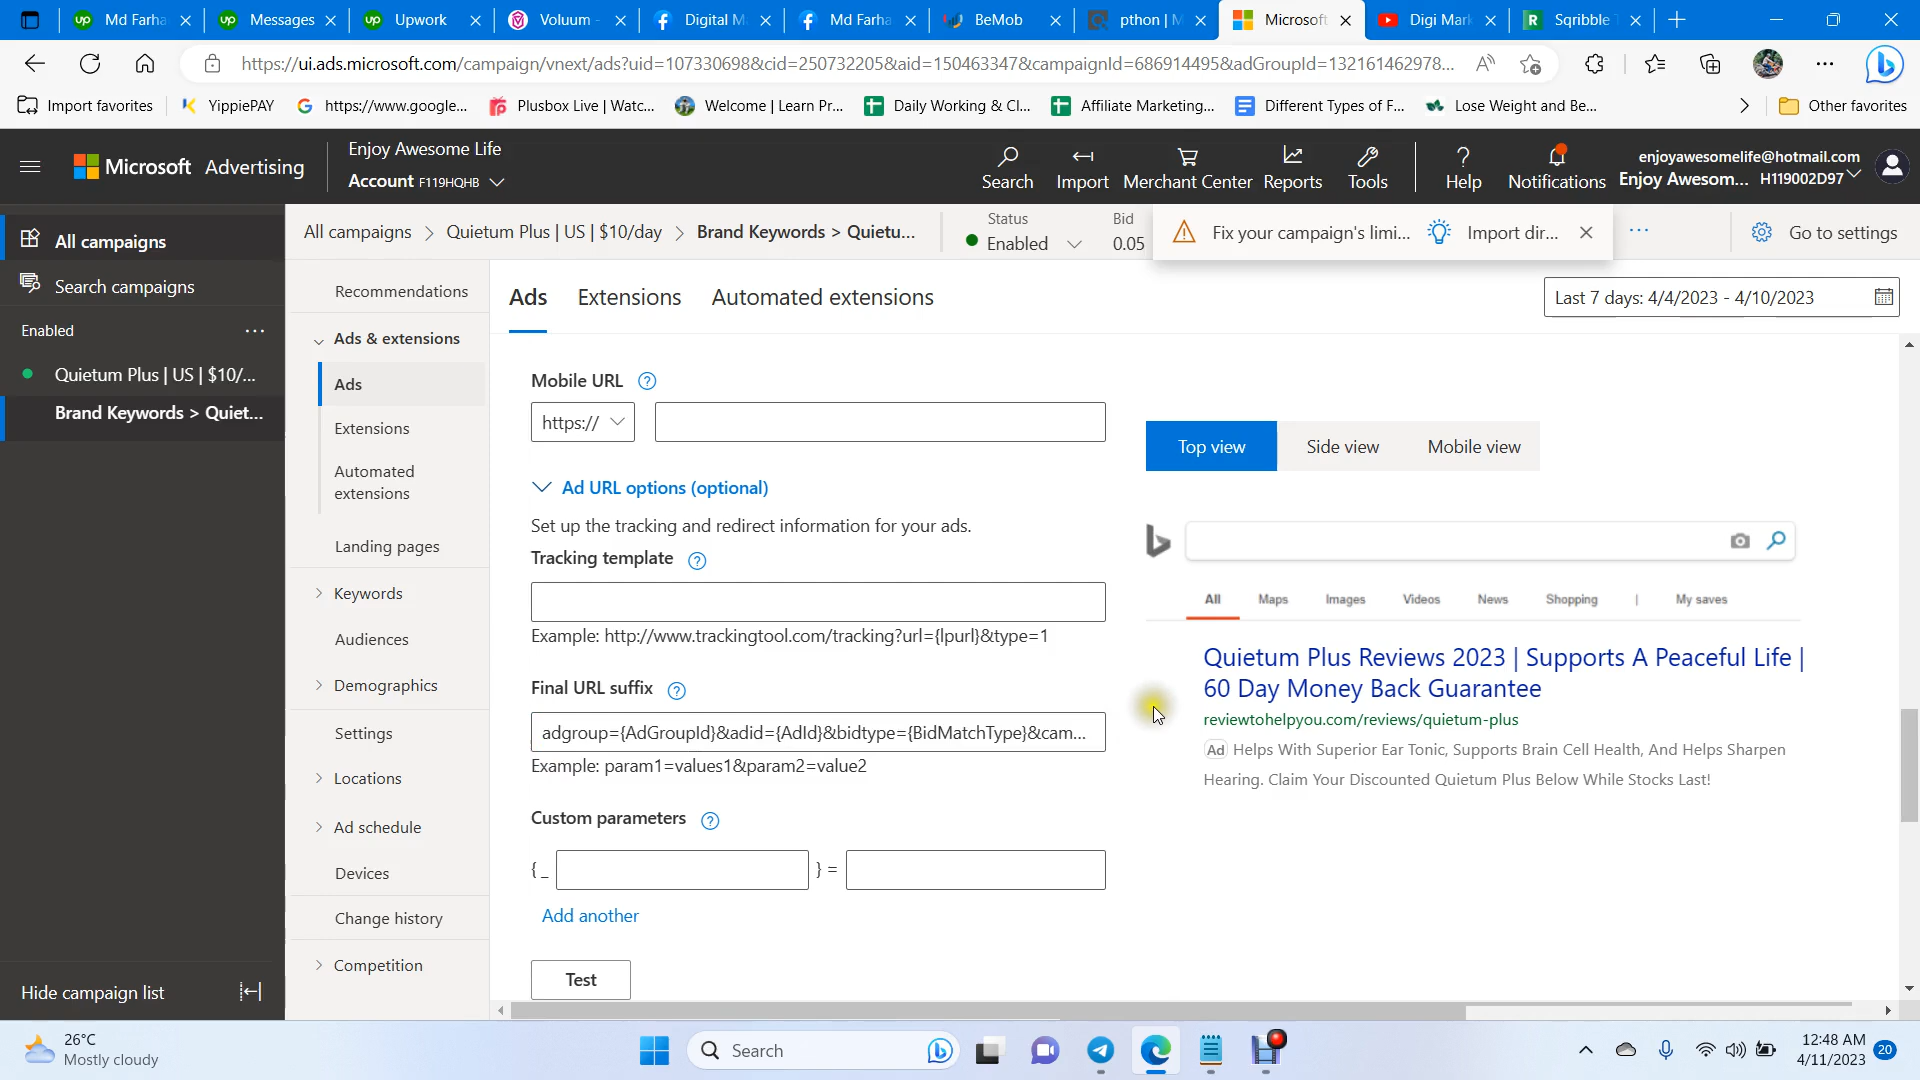 Md Farha
Messages
Upwork
Voluum -
Digital M
Md Farha
BeMob
pthon | M
Microsoft
Digi Mark
Sqribble T
https://ui.ads.microsoft.com/campaign/vnext/ads?uid=107330698&cid=250732205&aid=150463347&campaignId=686914495&adGroupId=132161462978...
Import favorites
YippiePAY
https://www.google...
Plusbox Live | Watc...
Welcome | Learn Pr...
Daily Working & Cl...
Affiliate Marketing...
Different Types of F...
Lose Weight and Be...
Other favorites
Microsoft Advertising
Enjoy Awesome Life
Account F119HQHB
Search
Import
Merchant Center
Reports
Tools
Help
Notifications
enjoyawesomelife@hotmail.com
Enjoy Awesom... H119002D97
All campaigns
Search campaigns
Enabled
Quietum Plus | US | $10/...
Brand Keywords > Quiet...
Hide campaign list
All campaigns > Quietum Plus | US | $10/day > Brand Keywords > Quietu...
Status
Enabled
Bid
0.05
Fix your campaign's limi...
Import dir...
Go to settings
Recommendations
Ads & extensions
Ads
Extensions
Automated
extensions
Landing pages
Keywords
Audiences
Demographics
Settings
Locations
Ad schedule
Devices
Change history
Competition
Ads
Extensions
Automated extensions
Last 7 days: 4/4/2023 - 4/10/2023
Mobile URL
https://
Ad URL options (optional)
Set up the tracking and redirect information for your ads.
Tracking template
Example: http://www.trackingtool.com/tracking?url={lpurl}&type=1
Final URL suffix
adgroup={AdGroupId}&adid={AdId}&bidtype={BidMatchType}&cam...
Example: param1=values1&param2=value2
Custom parameters
{_ } =
Add another
Test
Top view
Side view
Mobile view
All
Maps
Images
Videos
News
Shopping
|
My saves
Quietum Plus Reviews 2023 | Supports A Peaceful Life |
60 Day Money Back Guarantee
reviewtohelpyou.com/reviews/quietum-plus
Ad Helps With Superior Ear Tonic, Supports Brain Cell Health, And Helps Sharpen
Hearing. Claim Your Discounted Quietum Plus Below While Stocks Last!
26°C
Mostly cloudy
Search
12:48 AM
4/11/2023
20